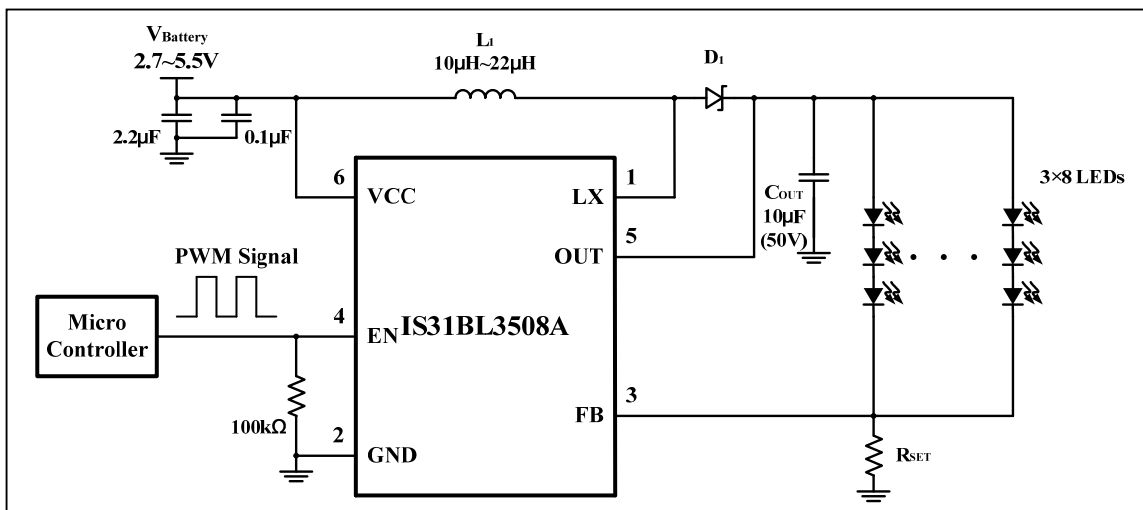 VBattery
2.7~5.5V
L1
10µH~22µH
D1
2.2µF
0.1µF
6
VCC
1
LX
COUT
10µF
(50V)
3×8 LEDs
5
OUT
PWM Signal
Micro
Controller
4
EN
IS31BL3508A
3
FB
100kΩ
2
GND
RSET